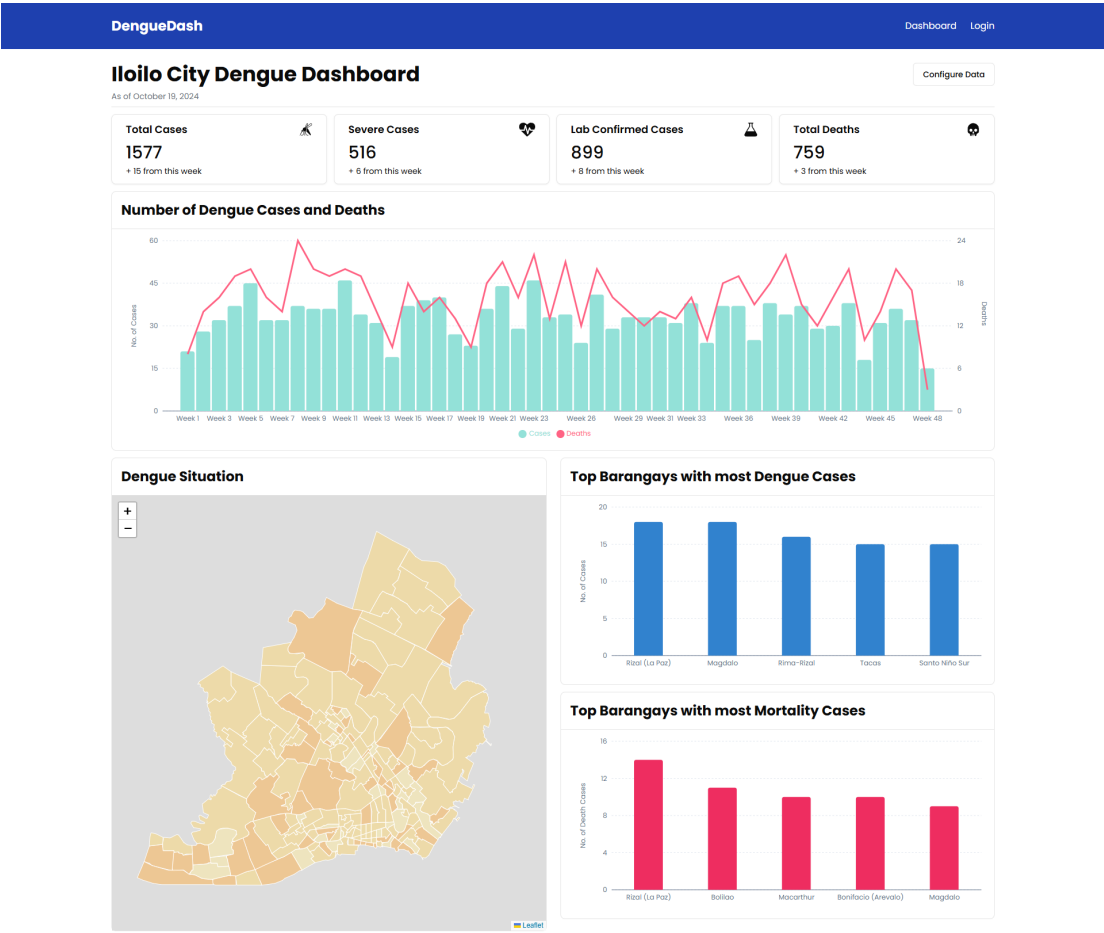 DengueDash
Dashboard Login
Iloilo City Dengue Dashboard
Configure Data
As of October 19, 2024
Total Cases
1577
+ 15 from this week
Severe Cases
516
+ 6 from this week
Lab Confirmed Cases
899
+ 8 from this week
Total Deaths
759
+ 3 from this week
Number of Dengue Cases and Deaths
No. of Cases
60
45
30
15
0
24
18
12
6
0
Deaths
Week 1 Week 3 Week 5 Week 7 Week 9 Week 11 Week 13 Week 15 Week 17 Week 19 Week 21 Week 23 Week 26 Week 29 Week 31 Week 33 Week 36 Week 39 Week 42 Week 45 Week 48
Cases Deaths
Dengue Situation
+
−
Leaflet
Top Barangays with most Dengue Cases
No. of Cases
20
15
10
5
0
Rizal (La Paz) Magdalo Rima-Rizal Tacas Santo Niño Sur
Top Barangays with most Mortality Cases
No. of Death Cases
16
12
8
4
0
Rizal (La Paz) Bolilao Macarthur Bonifacio (Arevalo) Magdalo